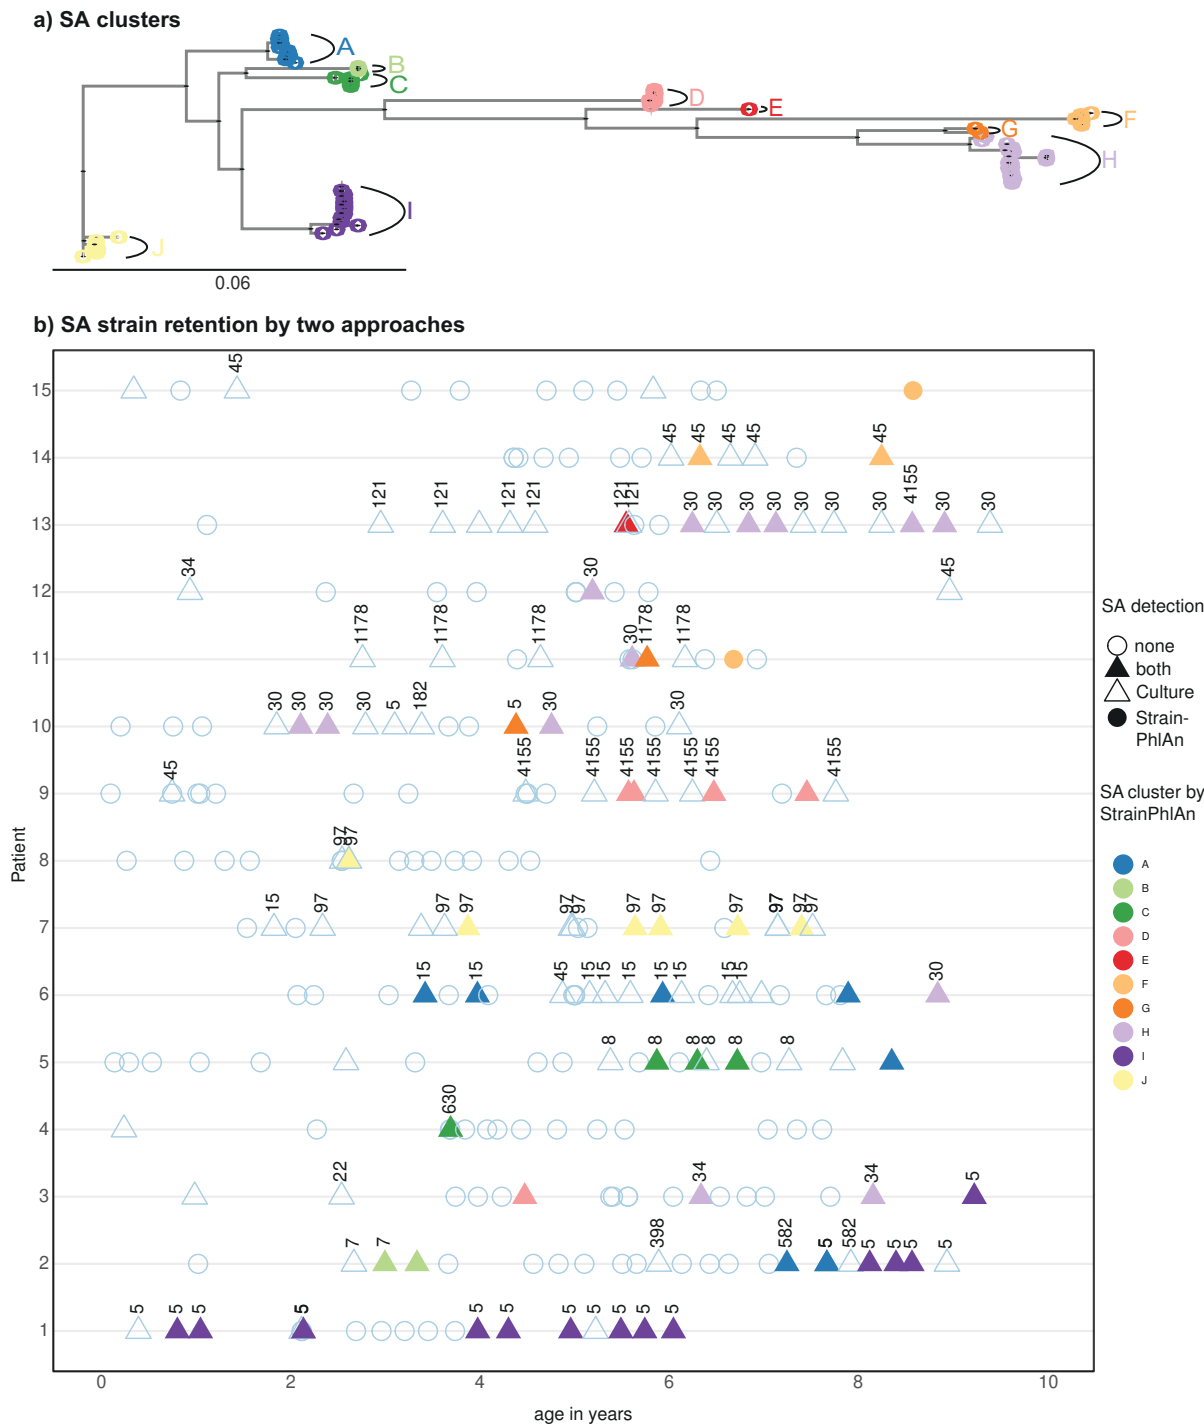 a) SA clusters
A
B
C
D
E
F
G
H
I
J
0.06
b) SA strain retention by two approaches
15
45
14
45 45 45 45 45
13
121 121 121 121 121 121 30 30 30 30 30 30 30 4155 30 30
12
34 30 45
11
1178 1178 1178 30 1178 1178
10
30 30 30 30 5 182 5 30 30
9
45 4155 4155 4155 4155 4155 4155 4155
8
97 97
7
15 97 97 97 97 97 97 97 97 97 97 97
6
15 15 45 15 15 15 15 15 15 15 30
5
8 8 8 8 8 8
4
630
3
22 34 34 5
2
7 7 398 582 5 582 5 5 5 5
1
5 5 5 5 5 5 5 5 5 5 5
Patient
0 2 4 6 8 10
age in years
SA detection
none
both
Culture
Strain-
PhlAn
SA cluster by
StrainPhlAn
A
B
C
D
E
F
G
H
I
J